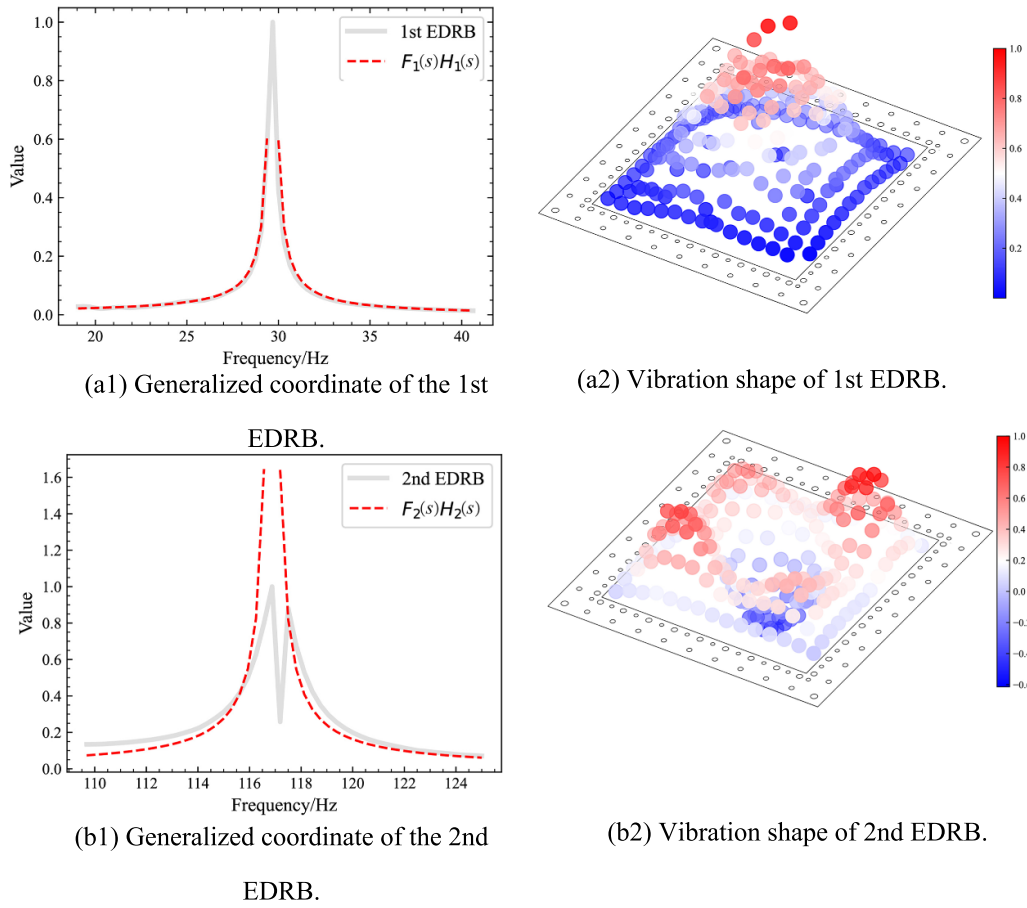 1.0
0.8
0.6
0.4
0.2
0.0
Value
1st EDRB
F₁(s)H₁(s)
20
25
30
35
40
Frequency/Hz
(a1) Generalized coordinate of the 1st
EDRB.
1.0
0.8
0.6
0.4
0.2
(a2) Vibration shape of 1st EDRB.
1.6
1.4
1.2
1.0
0.8
0.6
0.4
0.2
0.0
Value
2nd EDRB
F₂(s)H₂(s)
110
112
114
116
118
120
122
124
Frequency/Hz
(b1) Generalized coordinate of the 2nd
EDRB.
1.0
0.8
0.6
0.4
0.2
0.0
−0.2
−0.4
(b2) Vibration shape of 2nd EDRB.